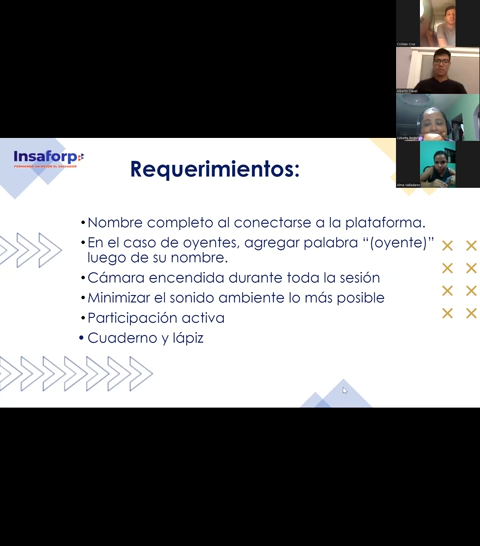 Insaforp
Requerimientos:
•Nombre completo al conectarse a la plataforma.
•En el caso de oyentes, agregar palabra “(oyente)”
luego de su nombre.
•Cámara encendida durante toda la sesión
•Minimizar el sonido ambiente lo más posible
•Participación activa
•Cuaderno y lápiz